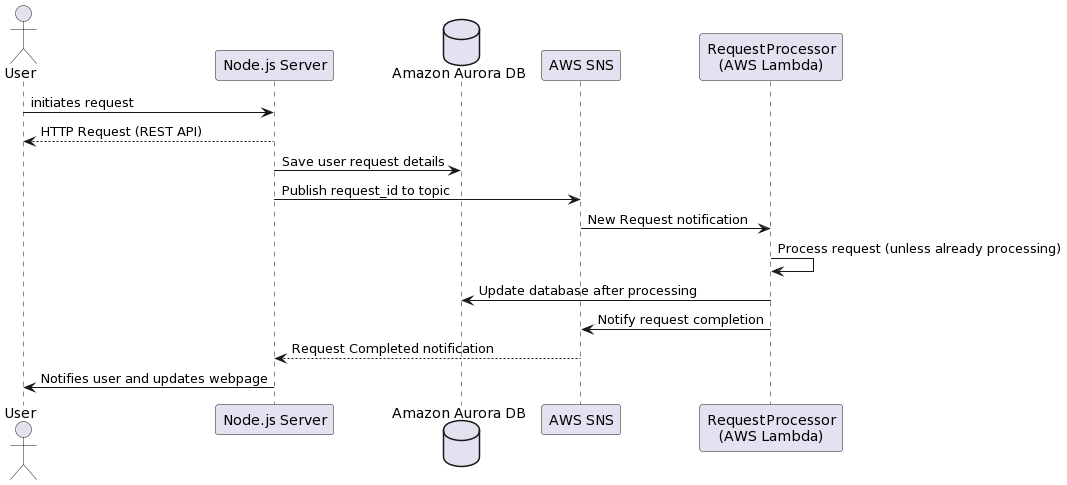 User
Node.js Server
Amazon Aurora DB
AWS SNS
RequestProcessor
(AWS Lambda)
initiates request
HTTP Request (REST API)
Save user request details
Publish request_id to topic
New Request notification
Process request (unless already processing)
Update database after processing
Notify request completion
Request Completed notification
Notifies user and updates webpage
User
Node.js Server
Amazon Aurora DB
AWS SNS
RequestProcessor
(AWS Lambda)